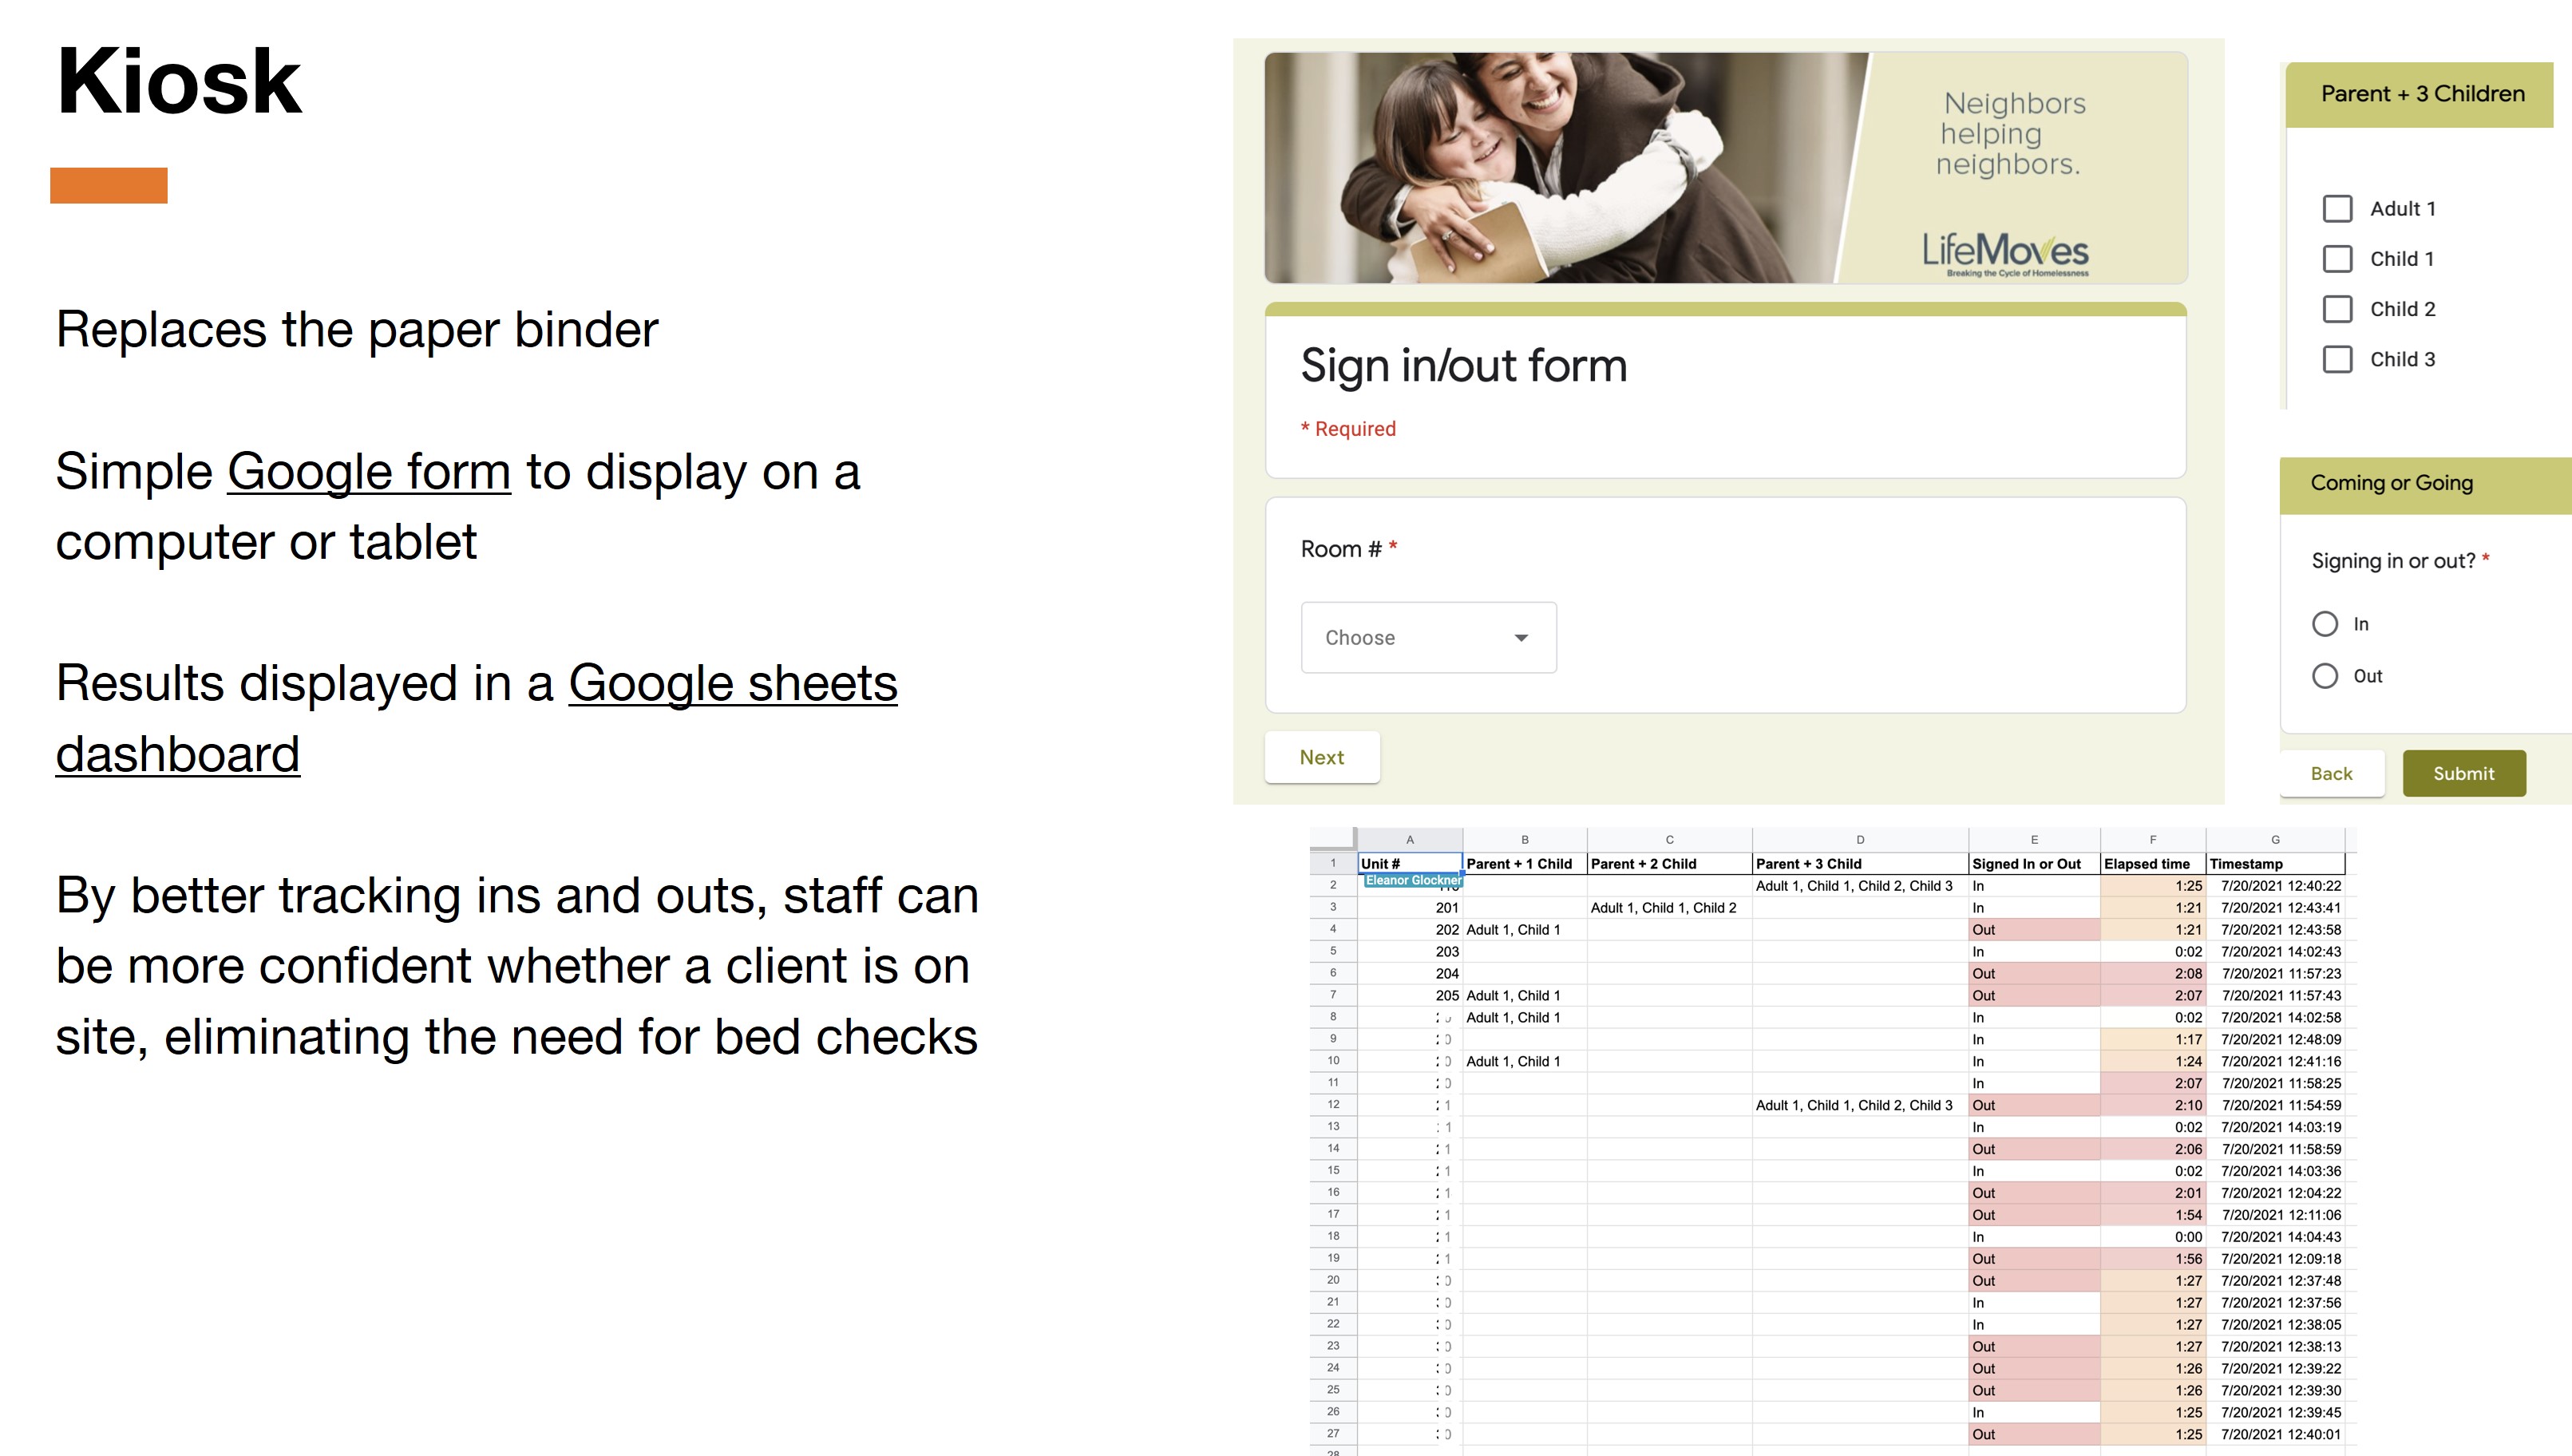 Kiosk
Replaces the paper binder
Simple Google form to display on a
computer or tablet
Results displayed in a Google sheets
dashboard
By better tracking ins and outs, staff can
be more confident whether a client is on
site, eliminating the need for bed checks
Neighbors
helping
neighbors.
LifeMoves
Breaking the Cycle of Homelessness
Sign in/out form
* Required
Room # *
Choose
Next
Parent + 3 Children
Adult 1
Child 1
Child 2
Child 3
Coming or Going
Signing in or out? *
In
Out
Back Submit
A B C D E F G
1 Unit # Parent + 1 Child Parent + 2 Child Parent + 3 Child Signed In or Out Elapsed time Timestamp
Eleanor Glockner
2 Adult 1, Child 1, Child 2, Child 3 In 1:25 7/20/2021 12:40:22
3 201 Adult 1, Child 1, Child 2 In 1:21 7/20/2021 12:43:41
4 202 Adult 1, Child 1 Out 1:21 7/20/2021 12:43:58
5 203 In 0:02 7/20/2021 14:02:43
6 204 Out 2:08 7/20/2021 11:57:23
7 205 Adult 1, Child 1 Out 2:07 7/20/2021 11:57:43
8 Adult 1, Child 1 In 0:02 7/20/2021 14:02:58
9 In 1:17 7/20/2021 12:48:09
10 Adult 1, Child 1 In 1:24 7/20/2021 12:41:16
11 In 2:07 7/20/2021 11:58:25
12 Adult 1, Child 1, Child 2, Child 3 Out 2:10 7/20/2021 11:54:59
13 In 0:02 7/20/2021 14:03:19
14 Out 2:06 7/20/2021 11:58:59
15 In 0:02 7/20/2021 14:03:36
16 Out 2:01 7/20/2021 12:04:22
17 Out 1:54 7/20/2021 12:11:06
18 In 0:00 7/20/2021 14:04:43
19 Out 1:56 7/20/2021 12:09:18
20 Out 1:27 7/20/2021 12:37:48
21 In 1:27 7/20/2021 12:37:56
22 In 1:27 7/20/2021 12:38:05
23 Out 1:27 7/20/2021 12:38:13
24 Out 1:26 7/20/2021 12:39:22
25 Out 1:26 7/20/2021 12:39:30
26 In 1:25 7/20/2021 12:39:45
27 Out 1:25 7/20/2021 12:40:01